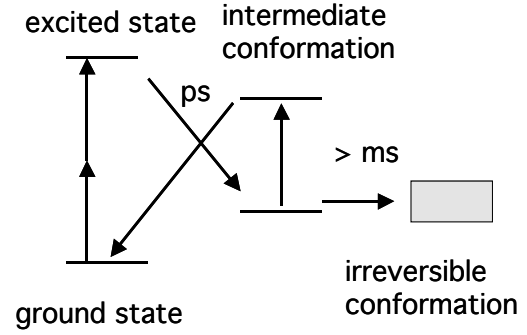 excited state
intermediate
conformation
ps
> ms
irreversible
conformation
ground state